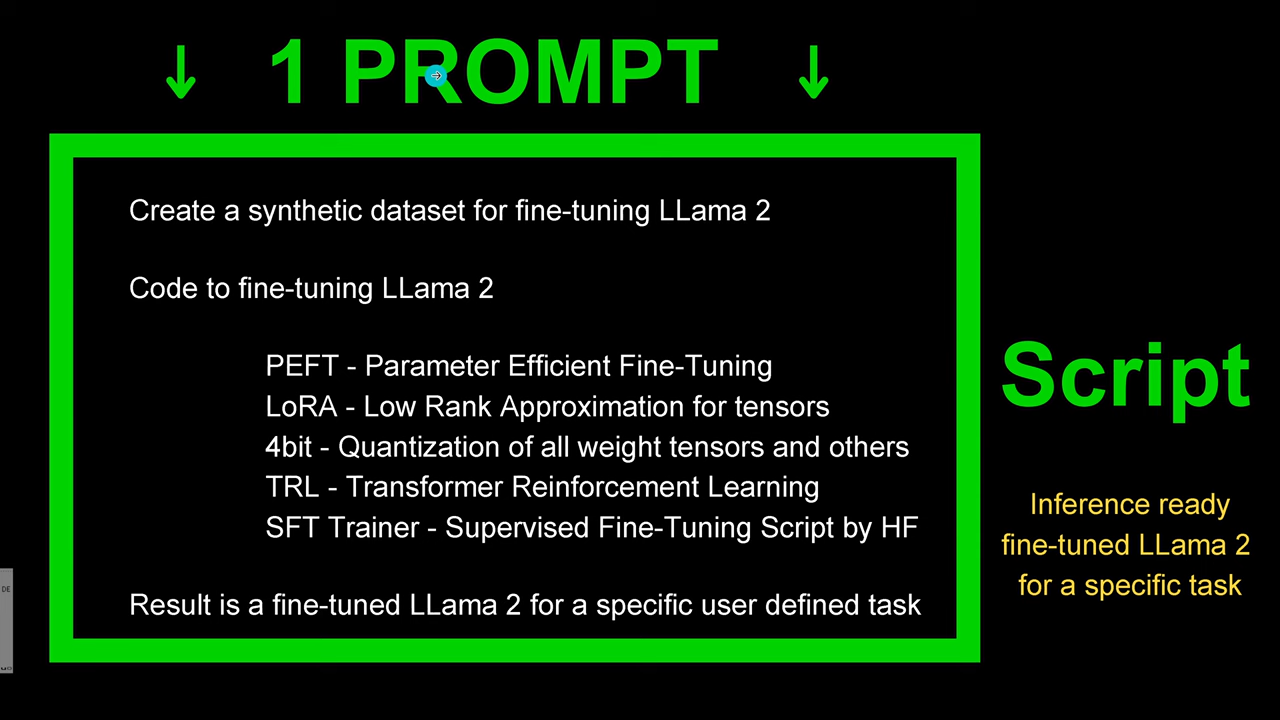 ↓ 1 PROMPT ↓
Create a synthetic dataset for fine-tuning LLama 2
Code to fine-tuning LLama 2
PEFT - Parameter Efficient Fine-Tuning
LoRA - Low Rank Approximation for tensors
4bit - Quantization of all weight tensors and others
TRL - Transformer Reinforcement Learning
SFT Trainer - Supervised Fine-Tuning Script by HF
Result is a fine-tuned LLama 2 for a specific user defined task
Script
Inference ready
fine-tuned LLama 2
for a specific task
DE